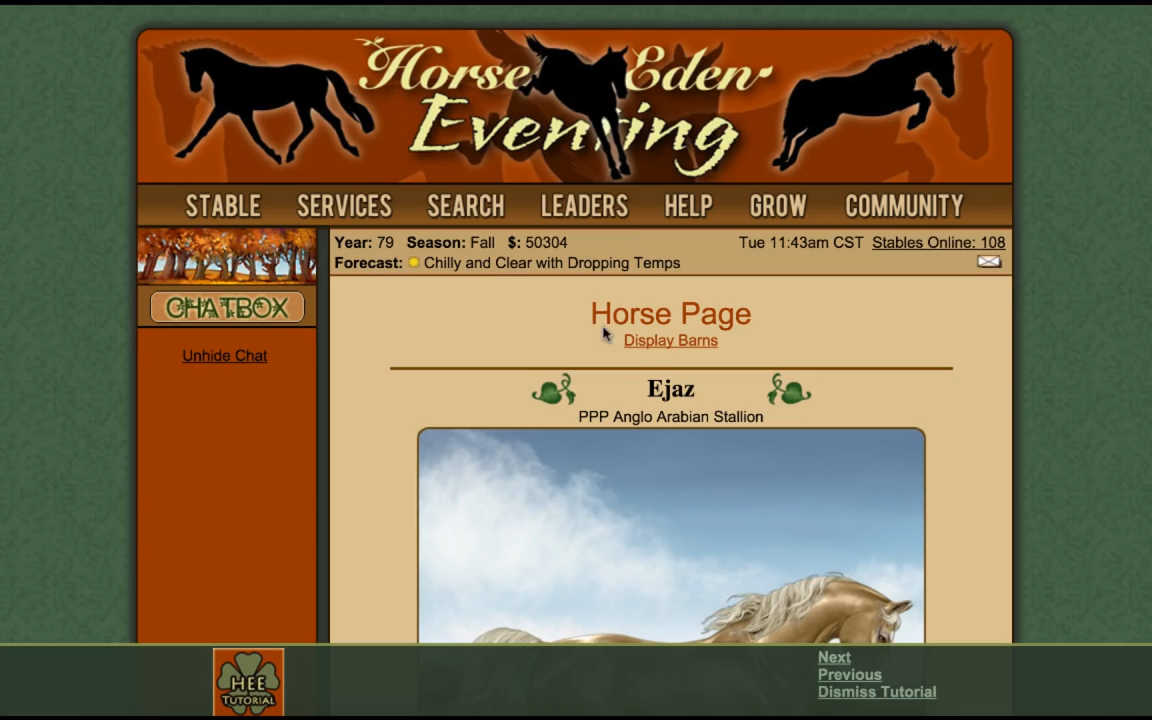 Horse Eden
Eventing
STABLE SERVICES SEARCH LEADERS HELP GROW COMMUNITY
Year: 79 Season: Fall $: 50304 Tue 11:43am CST Stables Online: 108
Forecast: Chilly and Clear with Dropping Temps
CHATBOX
Unhide Chat
Horse Page
Display Barns
Ejaz
PPP Anglo Arabian Stallion
HEE
TUTORIAL
Next
Previous
Dismiss Tutorial